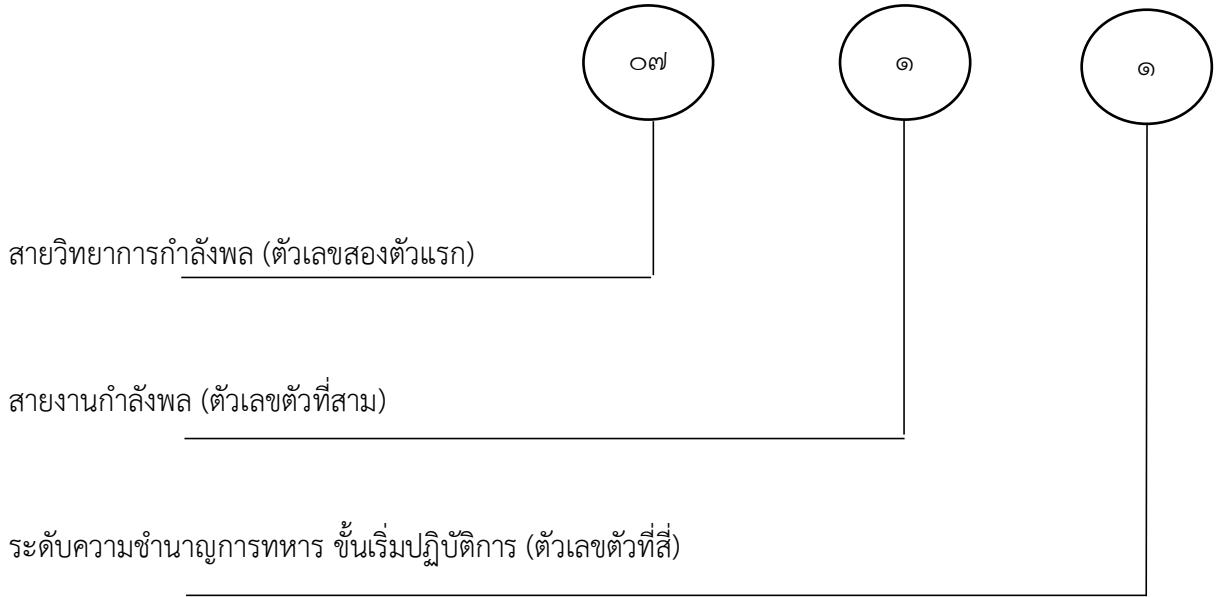 ๐๗ ๑ ๑
สายวิทยาการกำลังพล (ตัวเลขสองตัวแรก)
สายงานกำลังพล (ตัวเลขตัวที่สาม)
ระดับความชำนาญการทหาร ขั้นเริ่มปฏิบัติการ (ตัวเลขตัวที่สี่)